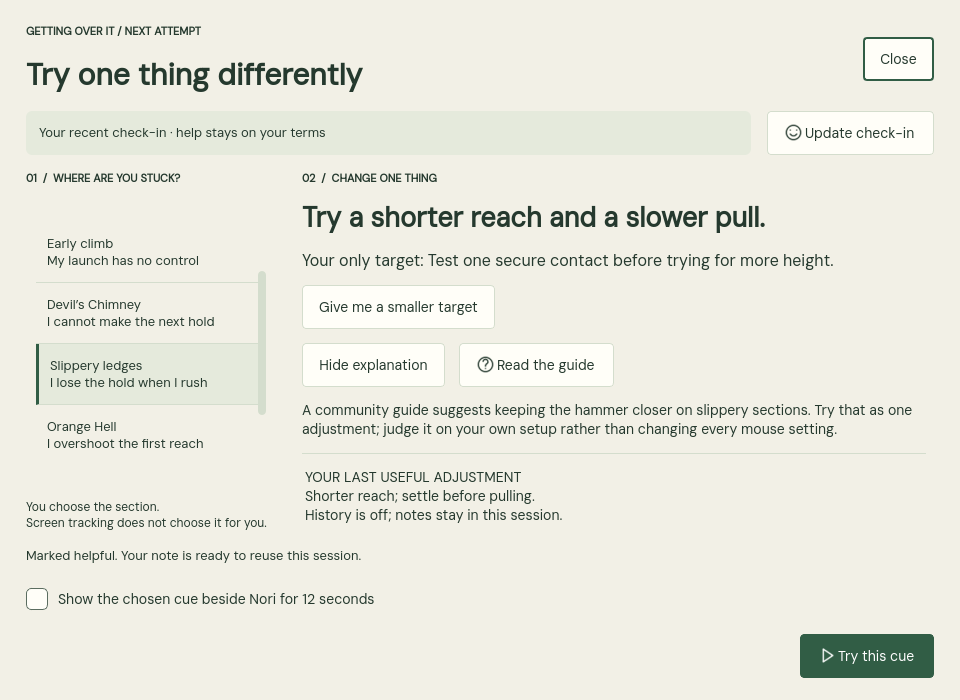 GETTING OVER IT / NEXT ATTEMPT
Try one thing differently
Close
Your recent check-in · help stays on your terms
Update check-in
01 / WHERE ARE YOU STUCK?
Early climb
My launch has no control
Devil’s Chimney
I cannot make the next hold
Slippery ledges
I lose the hold when I rush
Orange Hell
I overshoot the first reach
You choose the section.
Screen tracking does not choose it for you.
02 / CHANGE ONE THING
Try a shorter reach and a slower pull.
Your only target: Test one secure contact before trying for more height.
Give me a smaller target
Hide explanation
Read the guide
A community guide suggests keeping the hammer closer on slippery sections. Try that as one
adjustment; judge it on your own setup rather than changing every mouse setting.
YOUR LAST USEFUL ADJUSTMENT
Shorter reach; settle before pulling.
History is off; notes stay in this session.
Marked helpful. Your note is ready to reuse this session.
Show the chosen cue beside Nori for 12 seconds
Try this cue